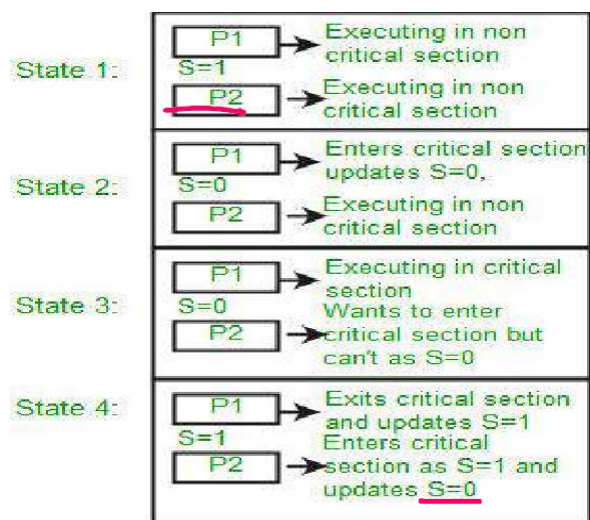 P1 Executing in non
critical section
State 1: S=1
P2 Executing in non
critical section
P1 Enters critical section
updates S=0,
State 2: S=0
P2 Executing in non
critical section
P1 Executing in critical
section
State 3: S=0
Wants to enter
P2 critical section but
can't as S=0
P1 Exits critical section
and updates S=1
State 4: S=1
Enters critical
P2 section as S=1 and
updates S=0